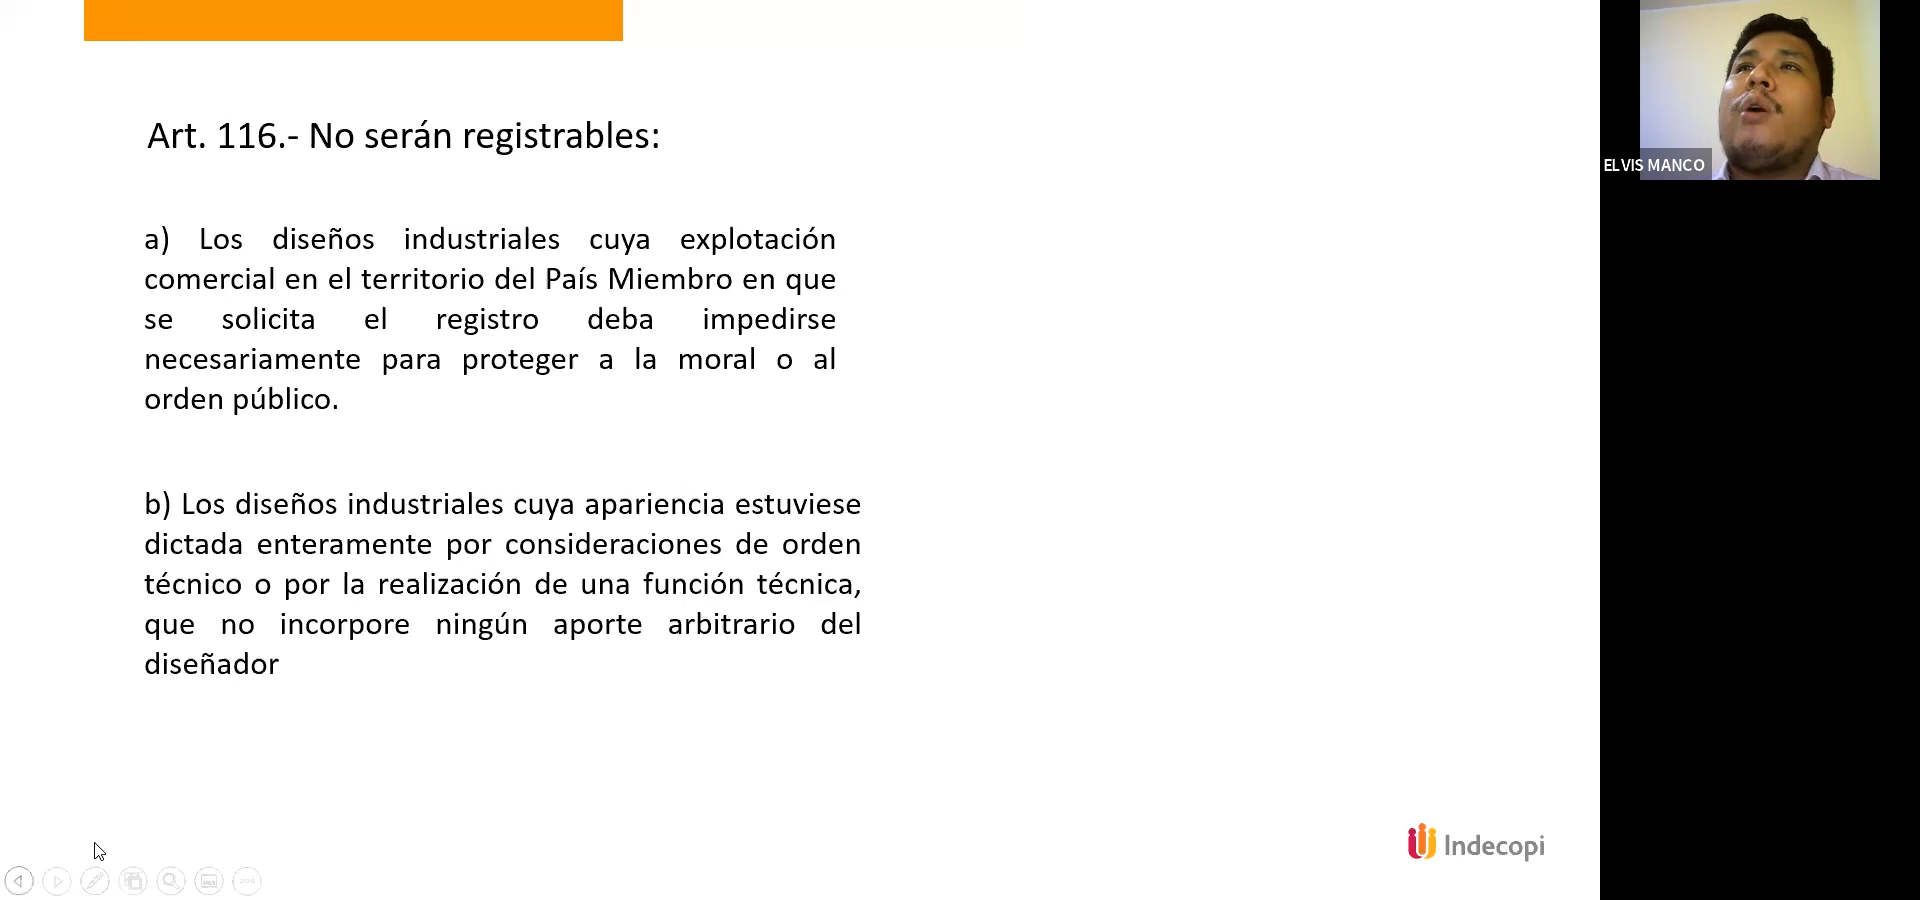 Art. 116.- No serán registrables:
a) Los diseños industriales cuya explotación
comercial en el territorio del País Miembro en que
se solicita el registro deba impedirse
necesariamente para proteger a la moral o al
orden público.
b) Los diseños industriales cuya apariencia estuviese
dictada enteramente por consideraciones de orden
técnico o por la realización de una función técnica,
que no incorpore ningún aporte arbitrario del
diseñador
ELVIS MANCO
Indecopi